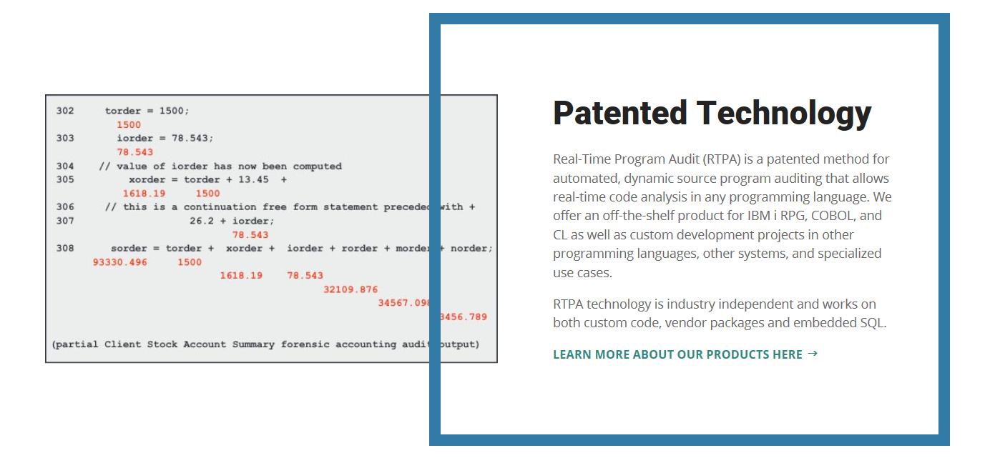 302 torder = 1500;
1500
303 iorder = 78.543;
78.543
304 // value of iorder has now been computed
305 xorder = torder + 13.45 +
1618.19 1500
306 // this is a continuation free form statement preceded with +
307 26.2 + iorder;
78.543
308 sorder = torder + xorder + iorder + rorder + morder + norder;
93330.496 1500
1618.19 78.543
32109.876
34567.098
3456.789
(partial Client Stock Account Summary forensic accounting audit output)
Patented Technology
Real-Time Program Audit (RTPA) is a patented method for
automated, dynamic source program auditing that allows
real-time code analysis in any programming language. We
offer an off-the-shelf product for IBM i RPG, COBOL, and
CL as well as custom development projects in other
programming languages, other systems, and specialized
use cases.
RTPA technology is industry independent and works on
both custom code, vendor packages and embedded SQL.
LEARN MORE ABOUT OUR PRODUCTS HERE →